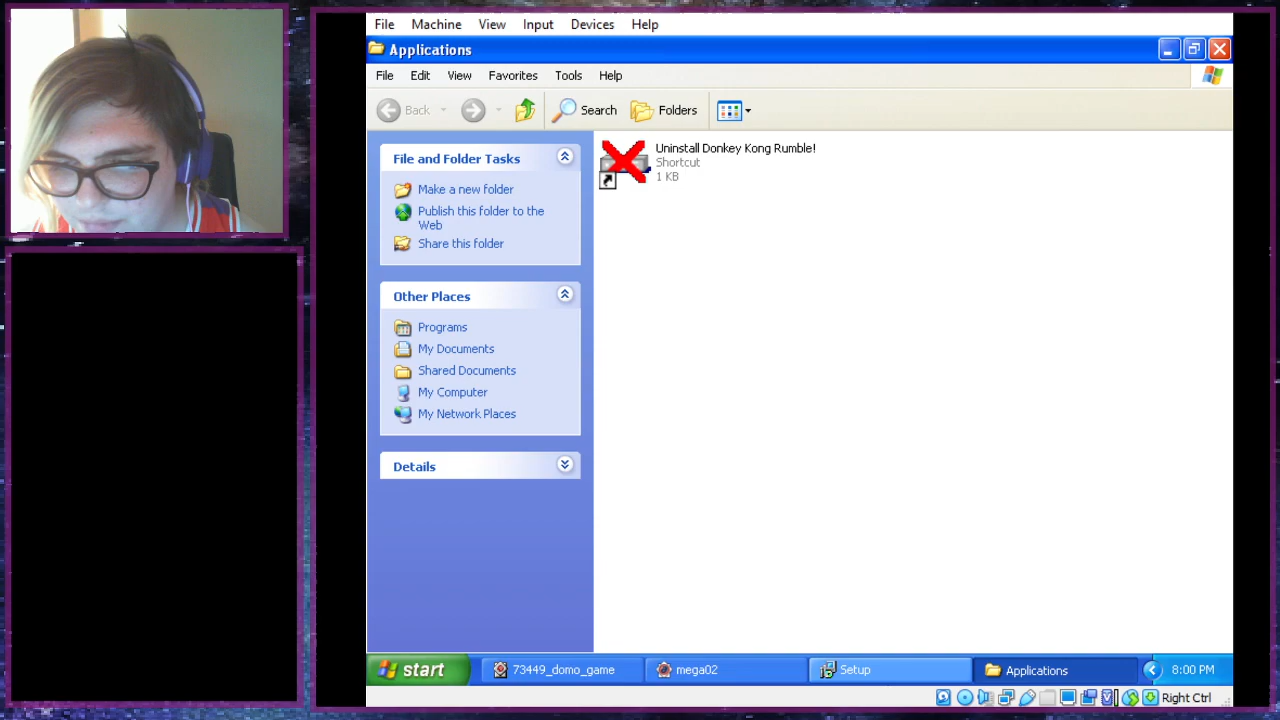 File Machine View Input Devices Help
Applications
File Edit View Favorites Tools Help
Back Search Folders
File and Folder Tasks
Make a new folder
Publish this folder to the
Web
Share this folder
Other Places
Programs
My Documents
Shared Documents
My Computer
My Network Places
Details
Uninstall Donkey Kong Rumble!
Shortcut
1 KB
start 73449_domo_game mega02 Setup Applications 8:00 PM
Right Ctrl